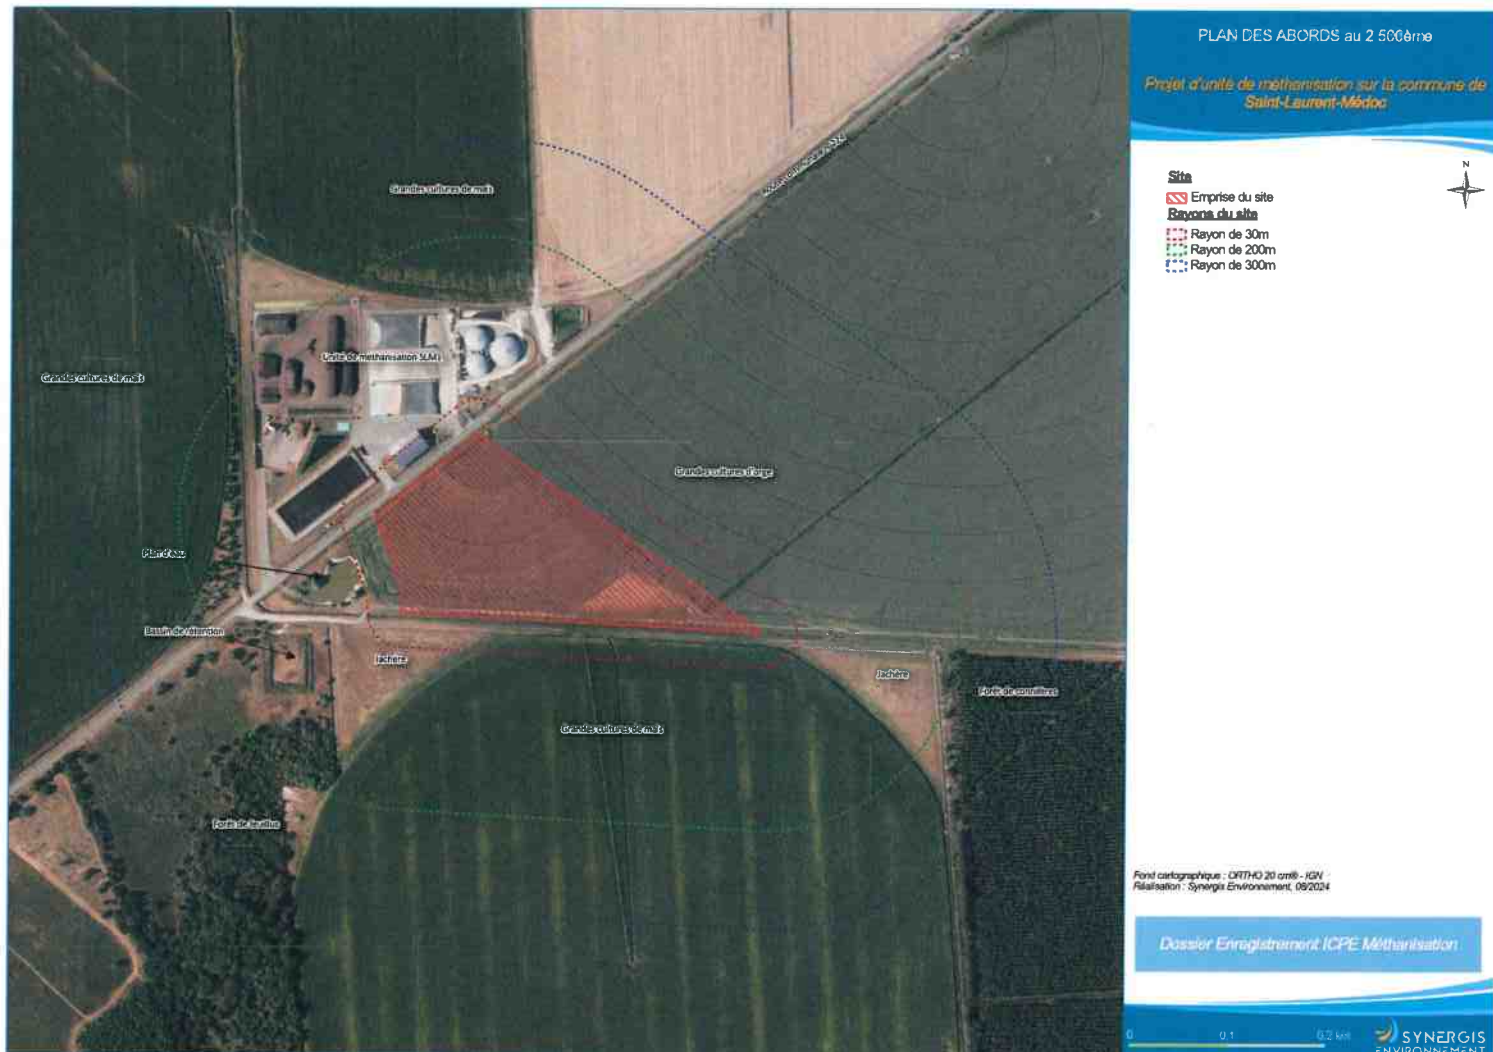 PLAN DES ABORDS au 2 500ème
Projet d'unité de méthanisation sur la commune de
Saint-Laurent-Médoc
Site
Emprise du site
Rayons du site
Rayon de 30m
Rayon de 200m
Rayon de 300m
N
Grandes cultures de maïs
Grandes cultures de maïs
Unité de méthanisation SLM1
Grandes cultures d'orge
Plan d'eau
Bassin de rétention
Jachère
Jachère
Forêt de conifères
Grandes cultures de maïs
Forêt de feuillus
Fond cartographique : ORTHO 20 cm® - IGN
Réalisation : Synergis Environnement, 08/2024
Dossier Enregistrement ICPE Méthanisation
0 0,1 0,2 km
SYNERGIS
ENVIRONNEMENT